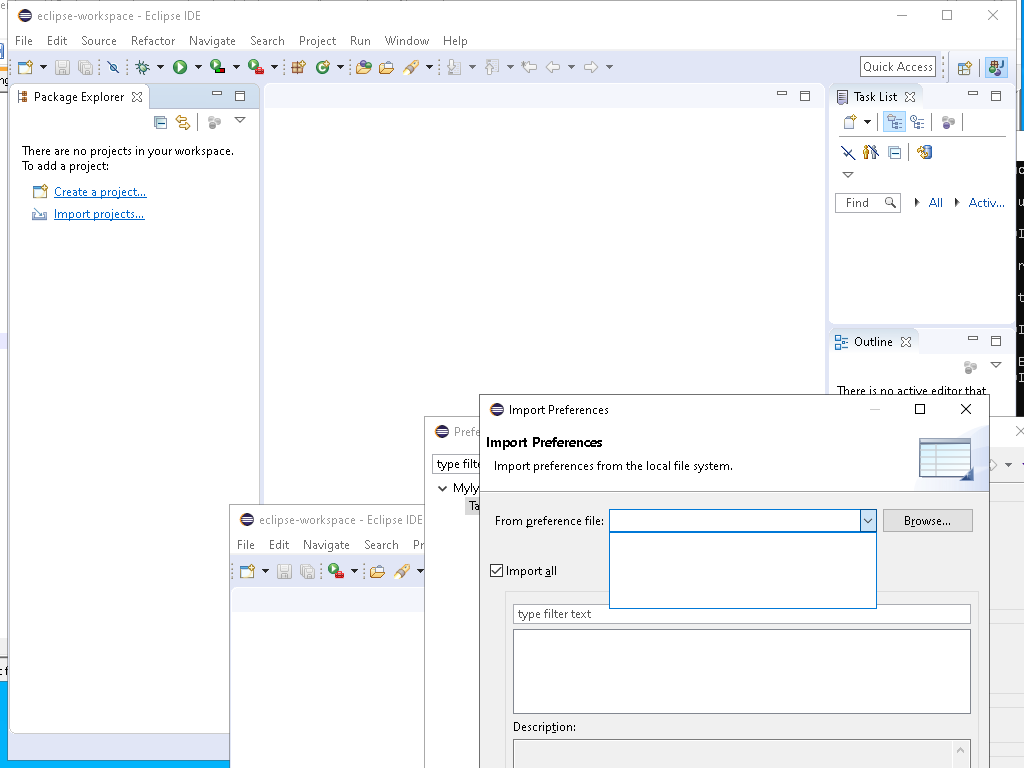 eclipse-workspace - Eclipse IDE
File Edit Source Refactor Navigate Search Project Run Window Help
Quick Access
Package Explorer
There are no projects in your workspace.
To add a project:
Create a project...
Import projects...
Task List
Find
All
Activ...
Outline
There is no active editor that
Import Preferences
Import Preferences
Import preferences from the local file system.
From preference file:
Browse...
Import all
type filter text
Description:
Prefe
type filte
Myly
Ta
eclipse-workspace - Eclipse IDE
File Edit Navigate Search Pr